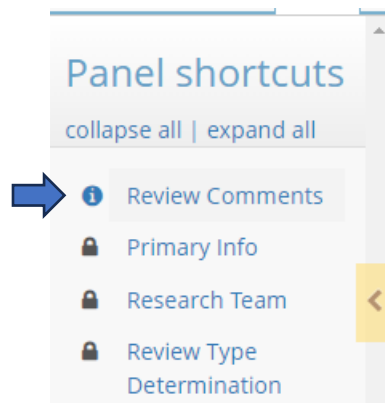 Panel shortcuts
collapse all | expand all
Review Comments
Primary Info
Research Team
Review Type
Determination